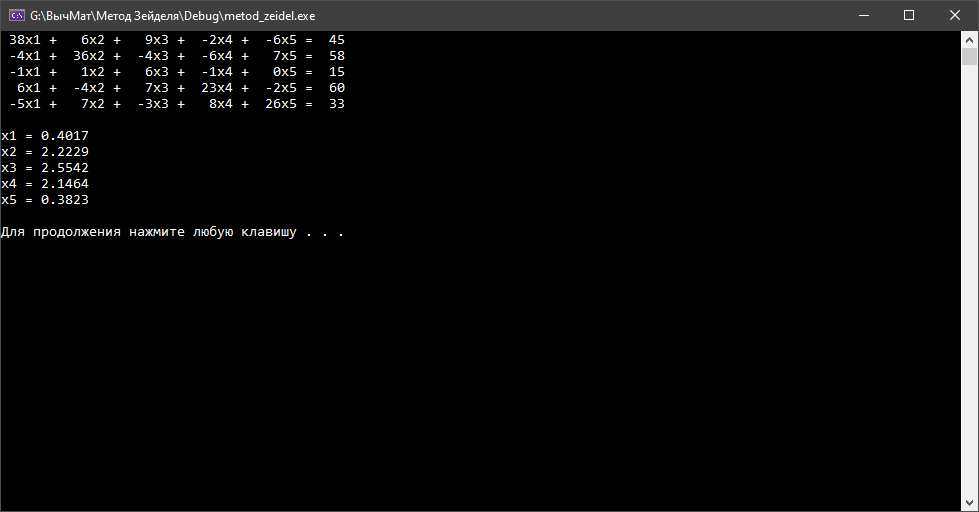 G:\ВычМат\Метод Зейделя\Debug\metod_zeidel.exe
38x1 + 6x2 + 9x3 + -2x4 + -6x5 = 45
-4x1 + 36x2 + -4x3 + -6x4 + 7x5 = 58
-1x1 + 1x2 + 6x3 + -1x4 + 0x5 = 15
6x1 + -4x2 + 7x3 + 23x4 + -2x5 = 60
-5x1 + 7x2 + -3x3 + 8x4 + 26x5 = 33
x1 = 0.4017
x2 = 2.2229
x3 = 2.5542
x4 = 2.1464
x5 = 0.3823
Для продолжения нажмите любую клавишу . . .